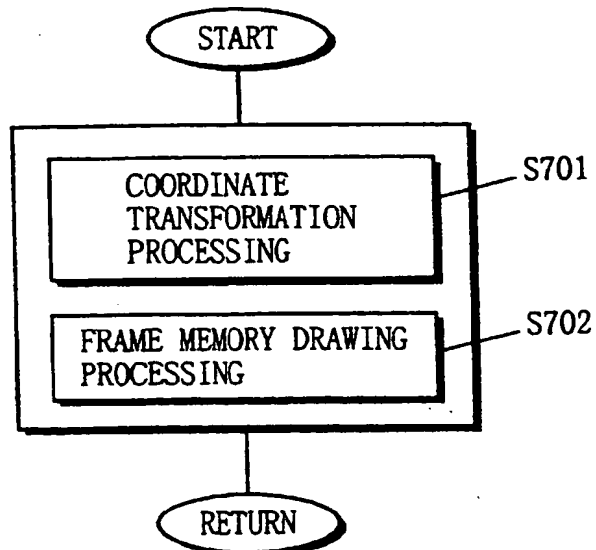 START
COORDINATE
TRANSFORMATION
PROCESSING
S701
FRAME MEMORY DRAWING
PROCESSING
S702
RETURN